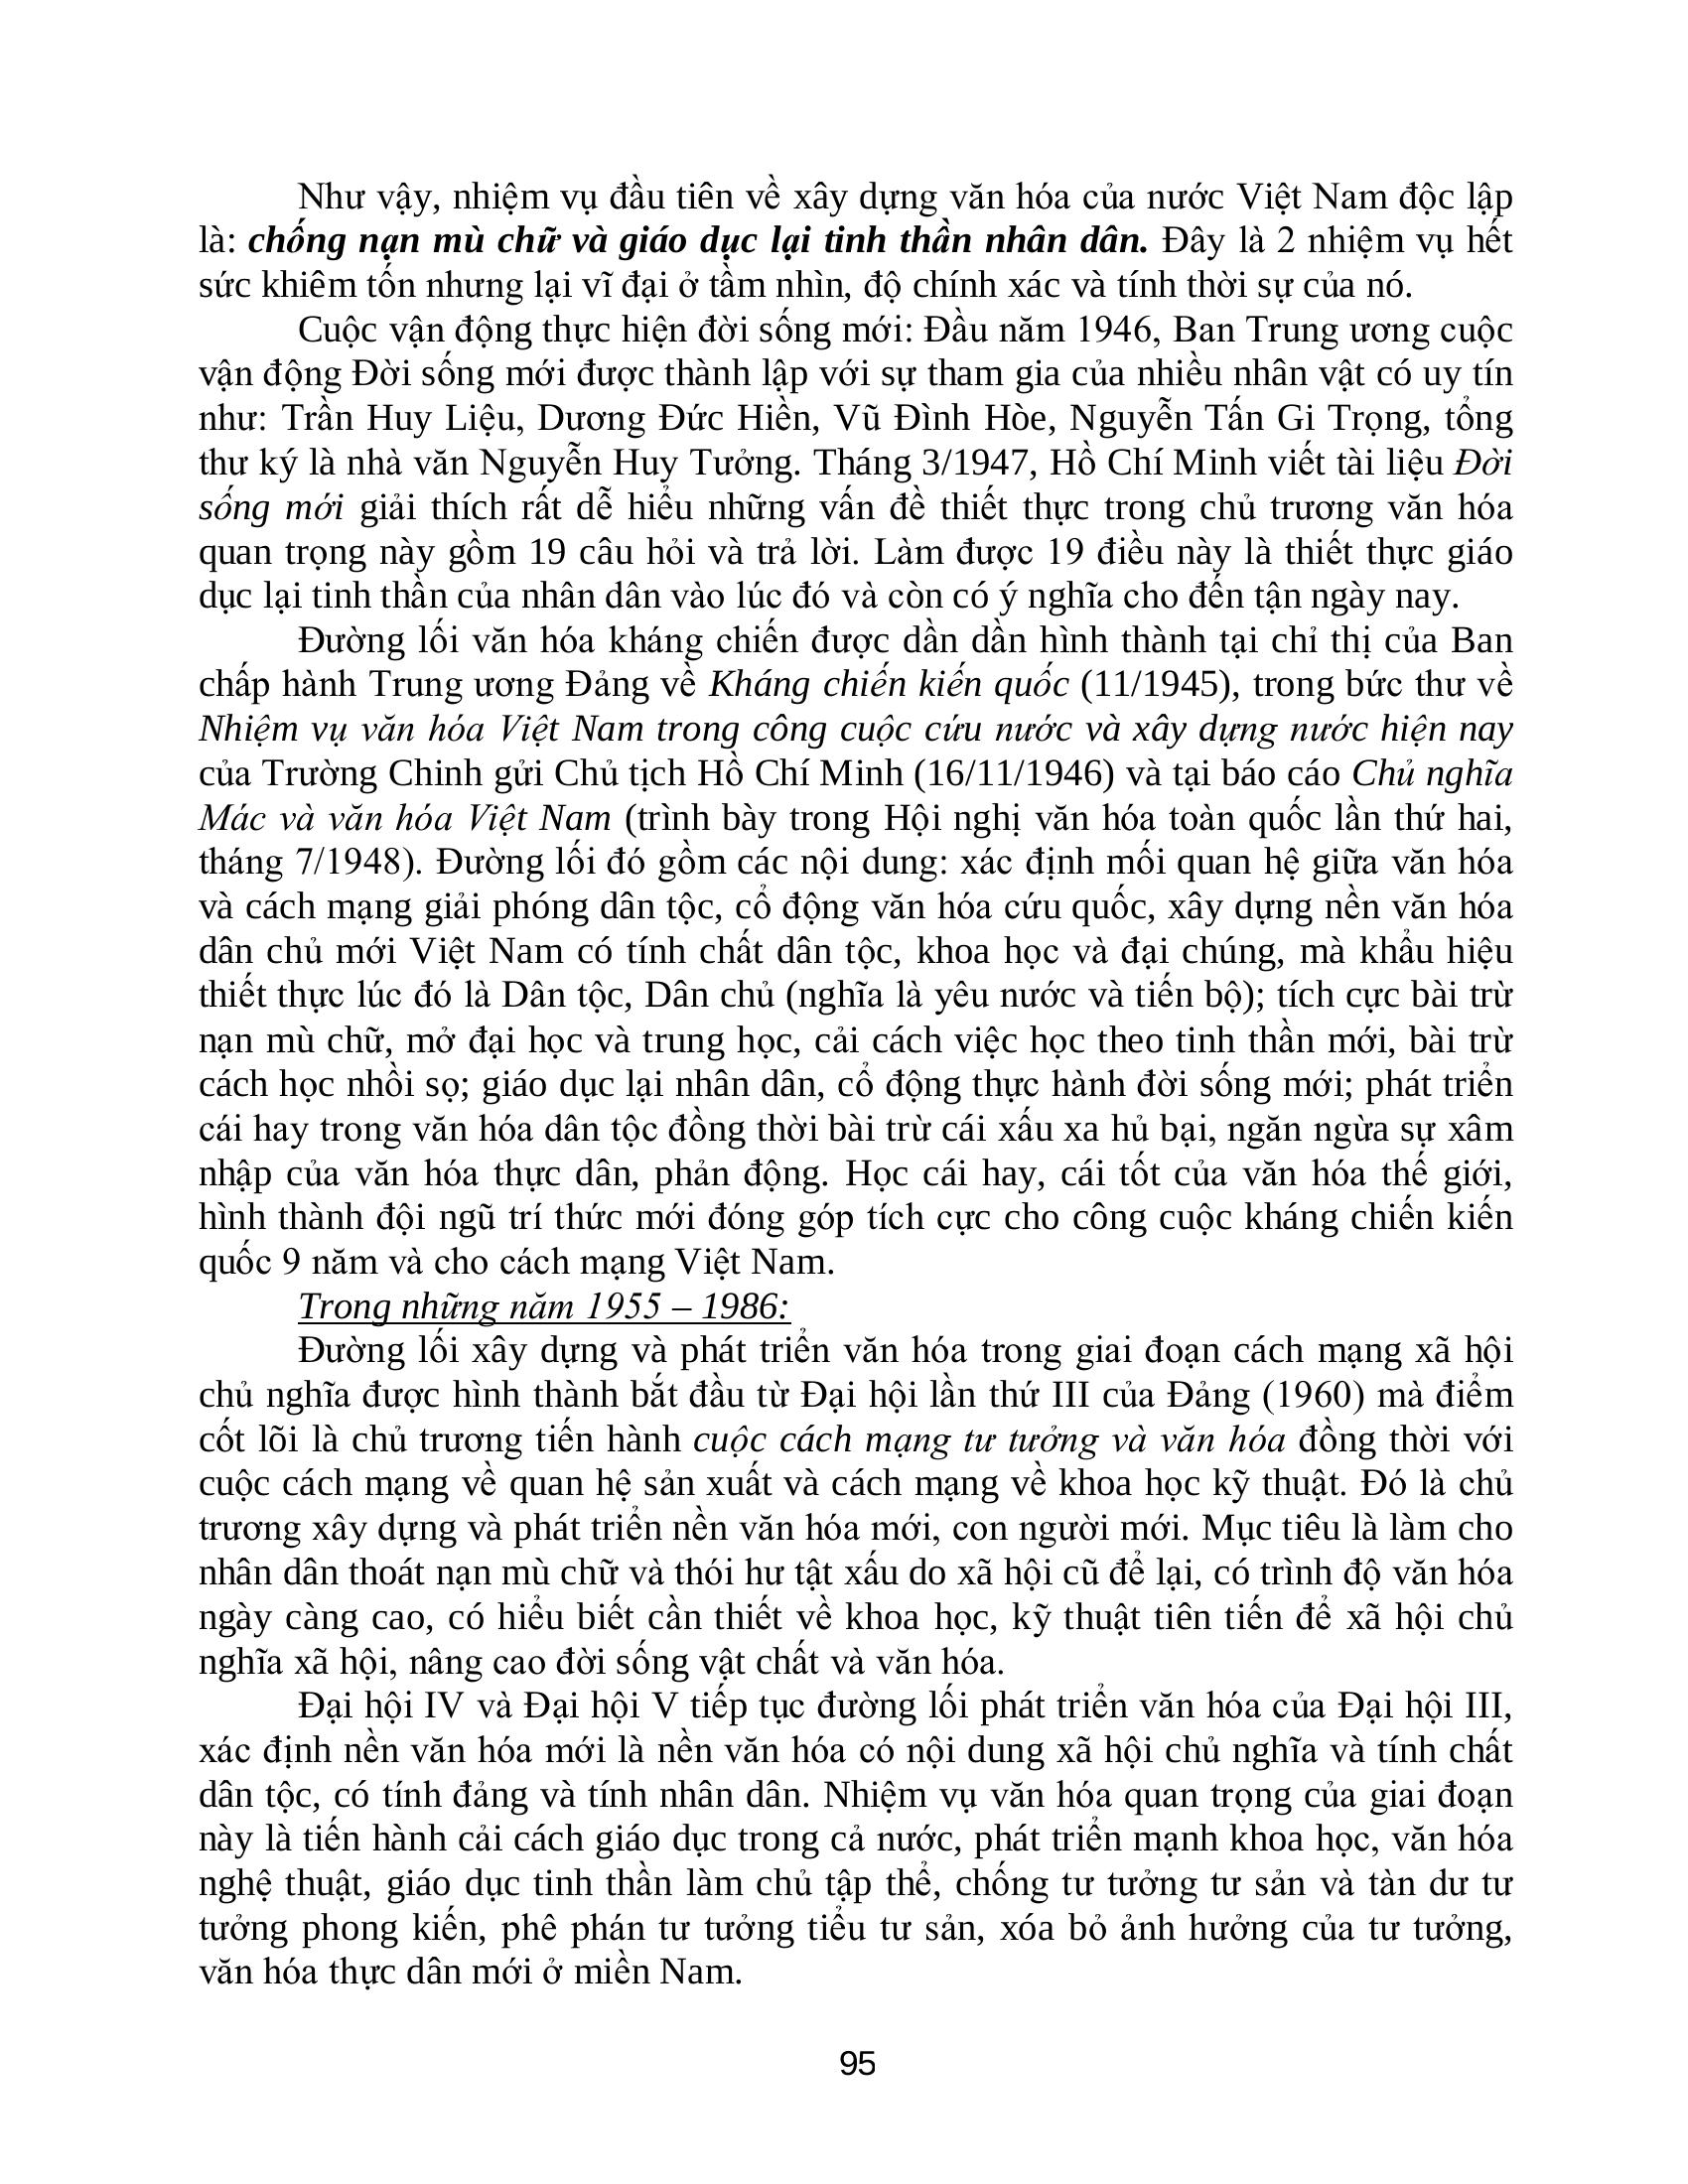 Như vậy, nhiệm vụ đầu tiên về xây dựng văn hóa của nước Việt Nam độc lập
là: chống nạn mù chữ và giáo dục lại tinh thần nhân dân. Đây là 2 nhiệm vụ hết
sức khiêm tốn nhưng lại vĩ đại ở tầm nhìn, độ chính xác và tính thời sự của nó.
Cuộc vận động thực hiện đời sống mới: Đầu năm 1946, Ban Trung ương cuộc
vận động Đời sống mới được thành lập với sự tham gia của nhiều nhân vật có uy tín
như: Trần Huy Liệu, Dương Đức Hiền, Vũ Đình Hòe, Nguyễn Tấn Gi Trọng, tổng
thư ký là nhà văn Nguyễn Huy Tưởng. Tháng 3/1947, Hồ Chí Minh viết tài liệu Đời
sống mới giải thích rất dễ hiểu những vấn đề thiết thực trong chủ trương văn hóa
quan trọng này gồm 19 câu hỏi và trả lời. Làm được 19 điều này là thiết thực giáo
dục lại tinh thần của nhân dân vào lúc đó và còn có ý nghĩa cho đến tận ngày nay.
Đường lối văn hóa kháng chiến được dần dần hình thành tại chỉ thị của Ban
chấp hành Trung ương Đảng về Kháng chiến kiến quốc (11/1945), trong bức thư về
Nhiệm vụ văn hóa Việt Nam trong công cuộc cứu nước và xây dựng nước hiện nay
của Trường Chinh gửi Chủ tịch Hồ Chí Minh (16/11/1946) và tại báo cáo Chủ nghĩa
Mác và văn hóa Việt Nam (trình bày trong Hội nghị văn hóa toàn quốc lần thứ hai,
tháng 7/1948). Đường lối đó gồm các nội dung: xác định mối quan hệ giữa văn hóa
và cách mạng giải phóng dân tộc, cổ động văn hóa cứu quốc, xây dựng nền văn hóa
dân chủ mới Việt Nam có tính chất dân tộc, khoa học và đại chúng, mà khẩu hiệu
thiết thực lúc đó là Dân tộc, Dân chủ (nghĩa là yêu nước và tiến bộ); tích cực bài trừ
nạn mù chữ, mở đại học và trung học, cải cách việc học theo tinh thần mới, bài trừ
cách học nhồi sọ; giáo dục lại nhân dân, cổ động thực hành đời sống mới; phát triển
cái hay trong văn hóa dân tộc đồng thời bài trừ cái xấu xa hủ bại, ngăn ngừa sự xâm
nhập của văn hóa thực dân, phản động. Học cái hay, cái tốt của văn hóa thế giới,
hình thành đội ngũ trí thức mới đóng góp tích cực cho công cuộc kháng chiến kiến
quốc 9 năm và cho cách mạng Việt Nam.
Trong những năm 1955 – 1986:
Đường lối xây dựng và phát triển văn hóa trong giai đoạn cách mạng xã hội
chủ nghĩa được hình thành bắt đầu từ Đại hội lần thứ III của Đảng (1960) mà điểm
cốt lõi là chủ trương tiến hành cuộc cách mạng tư tưởng và văn hóa đồng thời với
cuộc cách mạng về quan hệ sản xuất và cách mạng về khoa học kỹ thuật. Đó là chủ
trương xây dựng và phát triển nền văn hóa mới, con người mới. Mục tiêu là làm cho
nhân dân thoát nạn mù chữ và thói hư tật xấu do xã hội cũ để lại, có trình độ văn hóa
ngày càng cao, có hiểu biết cần thiết về khoa học, kỹ thuật tiên tiến để xã hội chủ
nghĩa xã hội, nâng cao đời sống vật chất và văn hóa.
Đại hội IV và Đại hội V tiếp tục đường lối phát triển văn hóa của Đại hội III,
xác định nền văn hóa mới là nền văn hóa có nội dung xã hội chủ nghĩa và tính chất
dân tộc, có tính đảng và tính nhân dân. Nhiệm vụ văn hóa quan trọng của giai đoạn
này là tiến hành cải cách giáo dục trong cả nước, phát triển mạnh khoa học, văn hóa
nghệ thuật, giáo dục tinh thần làm chủ tập thể, chống tư tưởng tư sản và tàn dư tư
tưởng phong kiến, phê phán tư tưởng tiểu tư sản, xóa bỏ ảnh hưởng của tư tưởng,
văn hóa thực dân mới ở miền Nam.
95